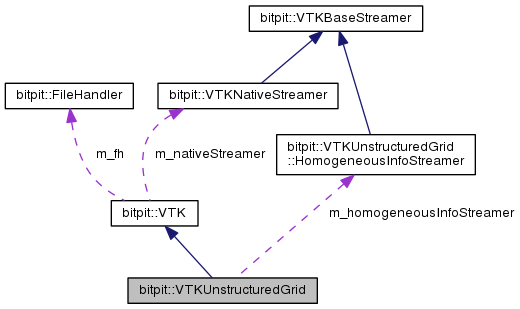 bitpit::VTKBaseStreamer
bitpit::FileHandler
bitpit::VTKNativeStreamer
bitpit::VTKUnstructuredGrid
::HomogeneousInfoStreamer
m_fh
m_nativeStreamer
bitpit::VTK
m_homogeneousInfoStreamer
bitpit::VTKUnstructuredGrid